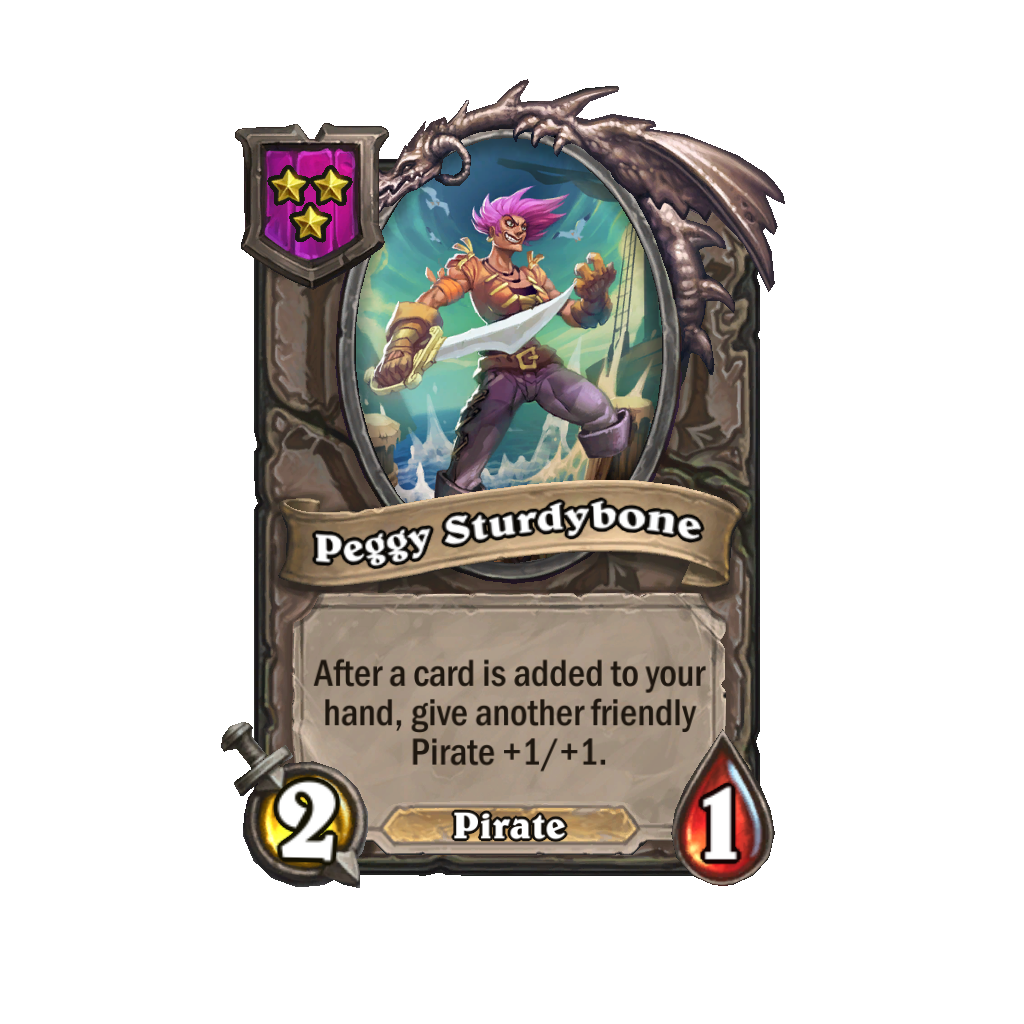 Peggy Sturdybone
After a card is added to your
hand, give another friendly
Pirate +1/+1.
2
Pirate
1